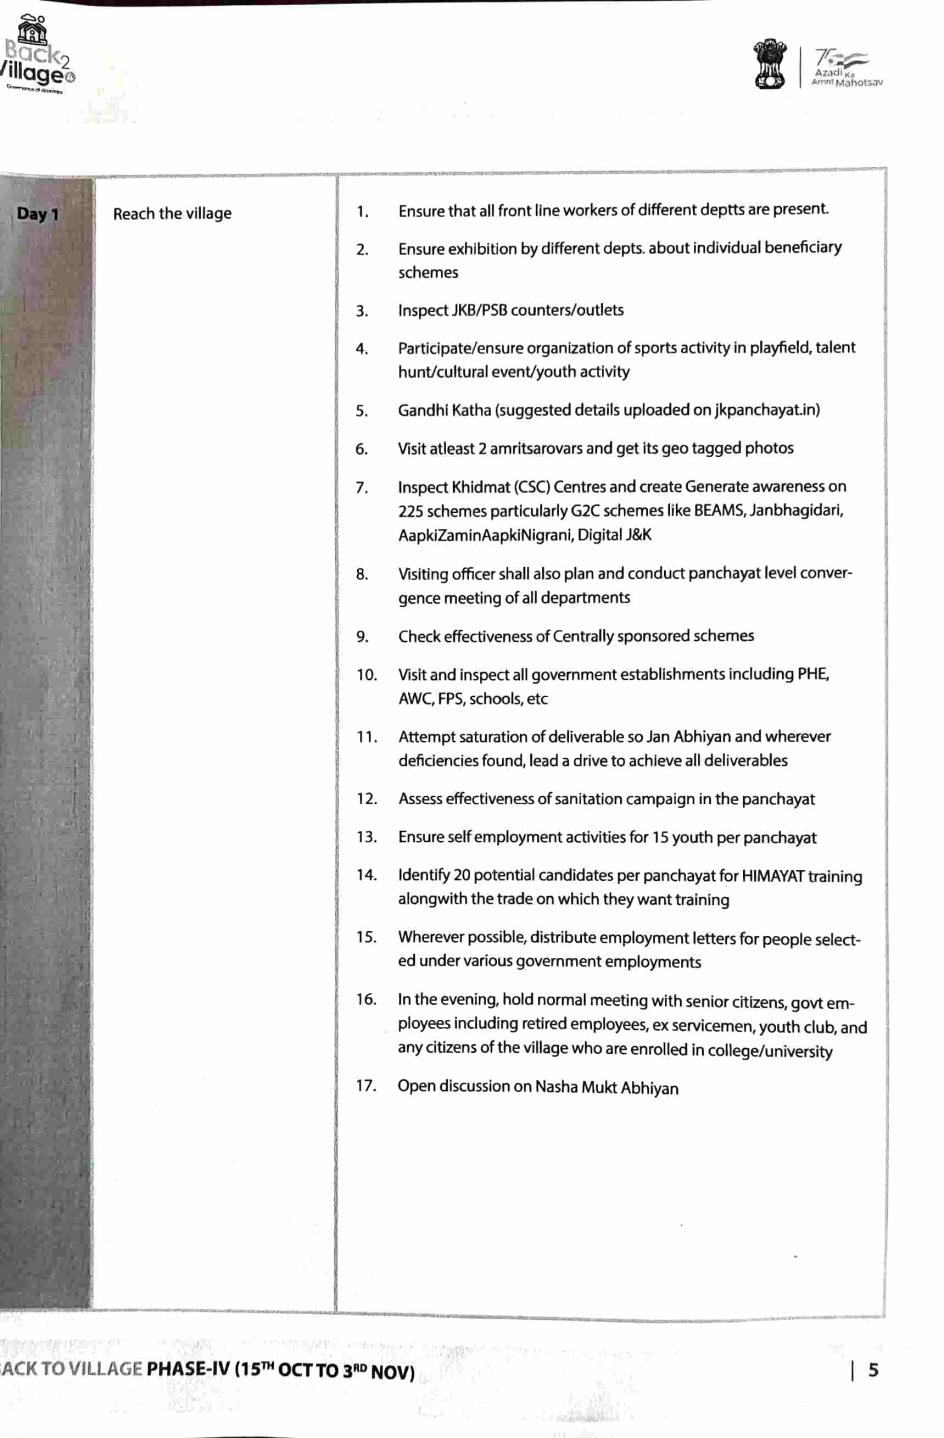 Back2
Village
Azadi Ka
Amrit Mahotsav
Day 1
Reach the village
1. Ensure that all front line workers of different deptts are present.
2. Ensure exhibition by different depts. about individual beneficiary
schemes
3. Inspect JKB/PSB counters/outlets
4. Participate/ensure organization of sports activity in playfield, talent
hunt/cultural event/youth activity
5. Gandhi Katha (suggested details uploaded on jkpanchayat.in)
6. Visit atleast 2 amritsarovars and get its geo tagged photos
7. Inspect Khidmat (CSC) Centres and create Generate awareness on
225 schemes particularly G2C schemes like BEAMS, Janbhagidari,
AapkiZaminAapkiNigrani, Digital J&K
8. Visiting officer shall also plan and conduct panchayat level conver-
gence meeting of all departments
9. Check effectiveness of Centrally sponsored schemes
10. Visit and inspect all government establishments including PHE,
AWC, FPS, schools, etc
11. Attempt saturation of deliverable so Jan Abhiyan and wherever
deficiencies found, lead a drive to achieve all deliverables
12. Assess effectiveness of sanitation campaign in the panchayat
13. Ensure self employment activities for 15 youth per panchayat
14. Identify 20 potential candidates per panchayat for HIMAYAT training
alongwith the trade on which they want training
15. Wherever possible, distribute employment letters for people select-
ed under various government employments
16. In the evening, hold normal meeting with senior citizens, govt em-
ployees including retired employees, ex servicemen, youth club, and
any citizens of the village who are enrolled in college/university
17. Open discussion on Nasha Mukt Abhiyan
ACK TO VILLAGE PHASE-IV (15TH OCT TO 3RD NOV)
| 5